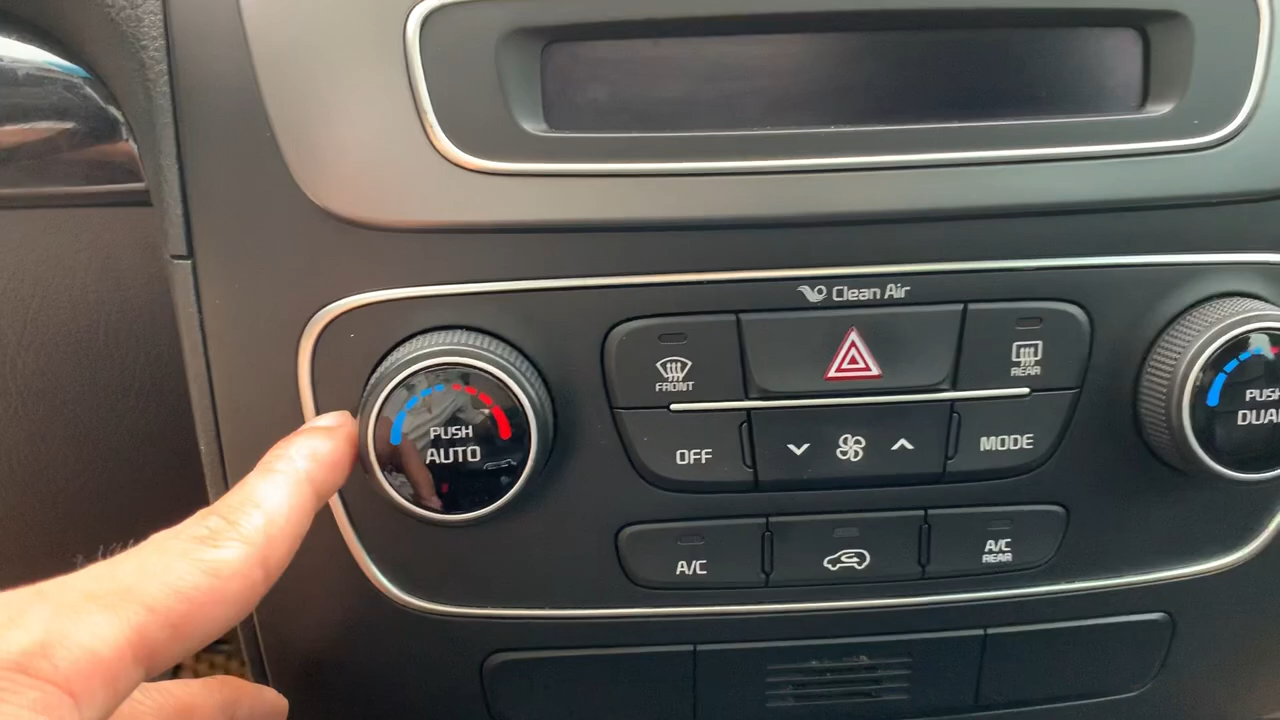 Clean Air
FRONT
REAR
PUSH
AUTO
PUSH
DUAL
OFF
MODE
A/C
A/C
REAR